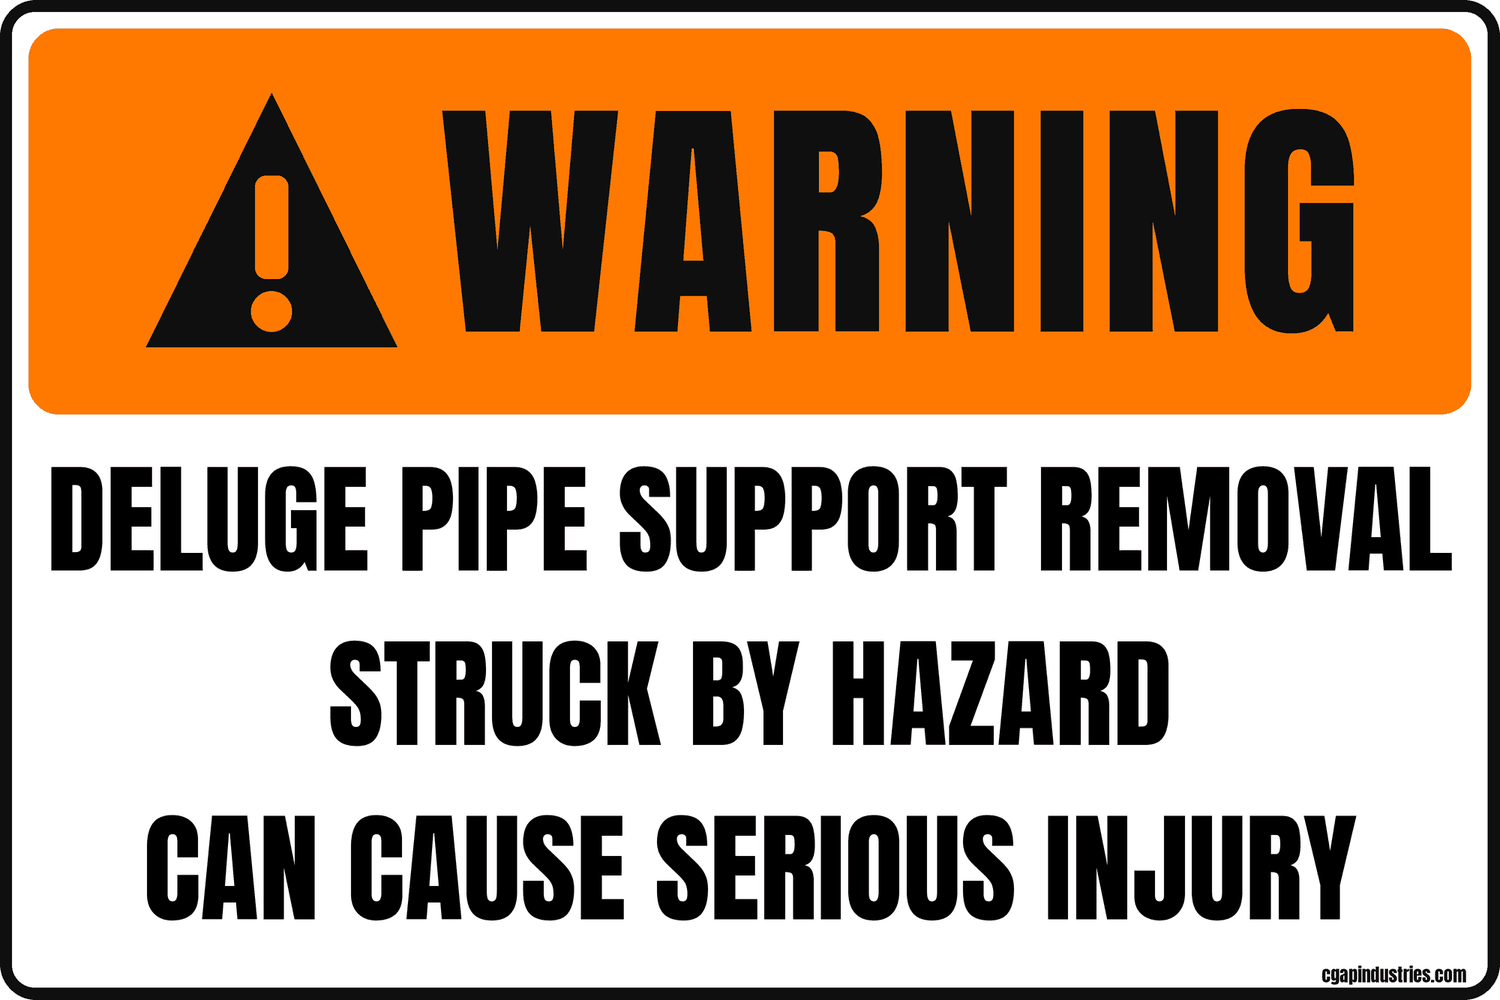 WARNING
DELUGE PIPE SUPPORT REMOVAL
STRUCK BY HAZARD
CAN CAUSE SERIOUS INJURY
cgapindustries.com